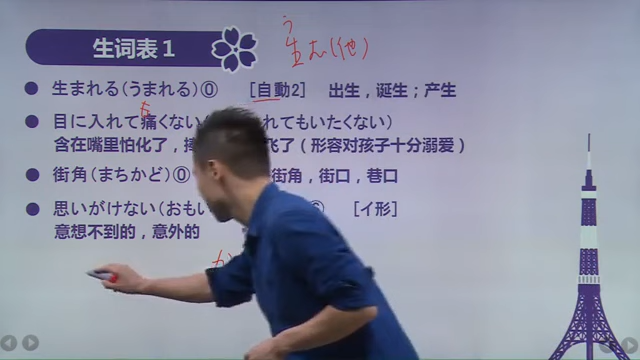 生词表1
う
生む(他)
生まれる(うまれる)⓪ [自動2] 出生，诞生；产生
た
目に入れて痛くない れてもいたくない)
含在嘴里怕化了， 飞了（形容对孩子十分溺爱）
街角(まちかど)⓪ 街角，街口，巷口
思いがけない(おもい [イ形]
意想不到的，意外的
か